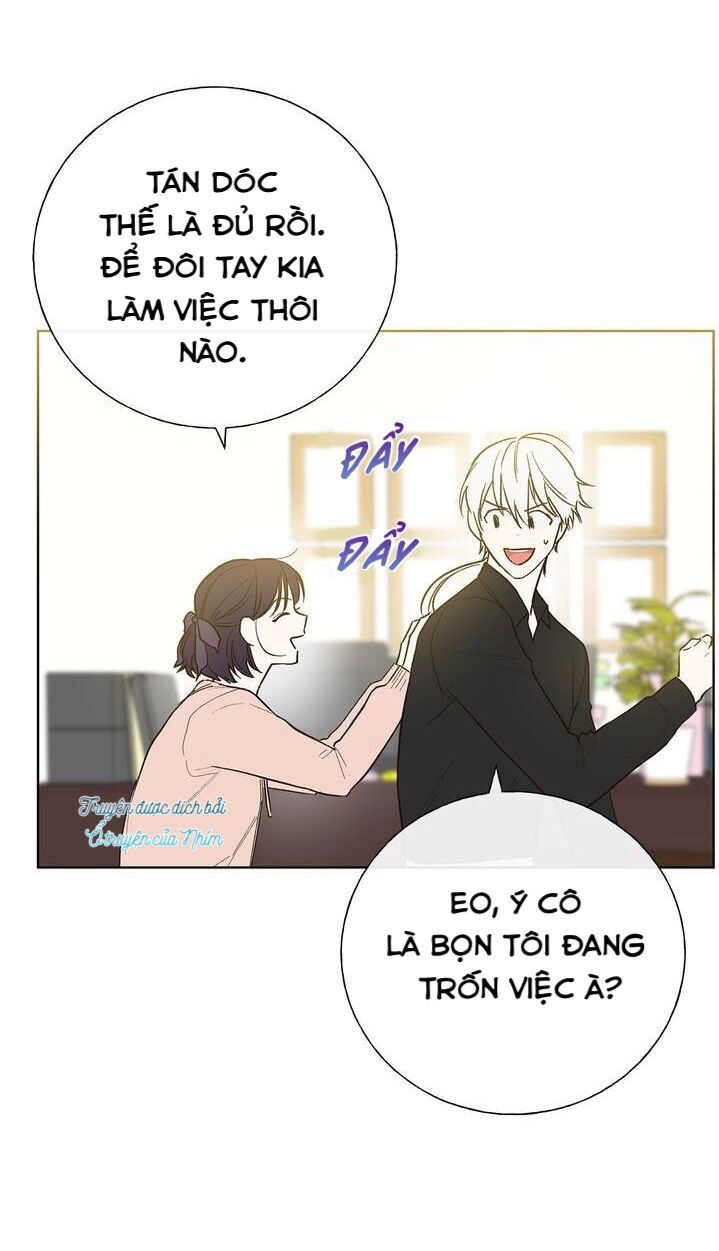 TÁN DÓC
THẾ LÀ ĐỦ RỒI.
ĐỂ ĐÔI TAY KIA
LÀM VIỆC THÔI
NÀO.
ĐẨY
ĐẨY
Truyện được dịch bởi
Ổ truyện của Nhím
EO, Ý CÔ
LÀ BỌN TÔI ĐANG
TRỐN VIỆC À?